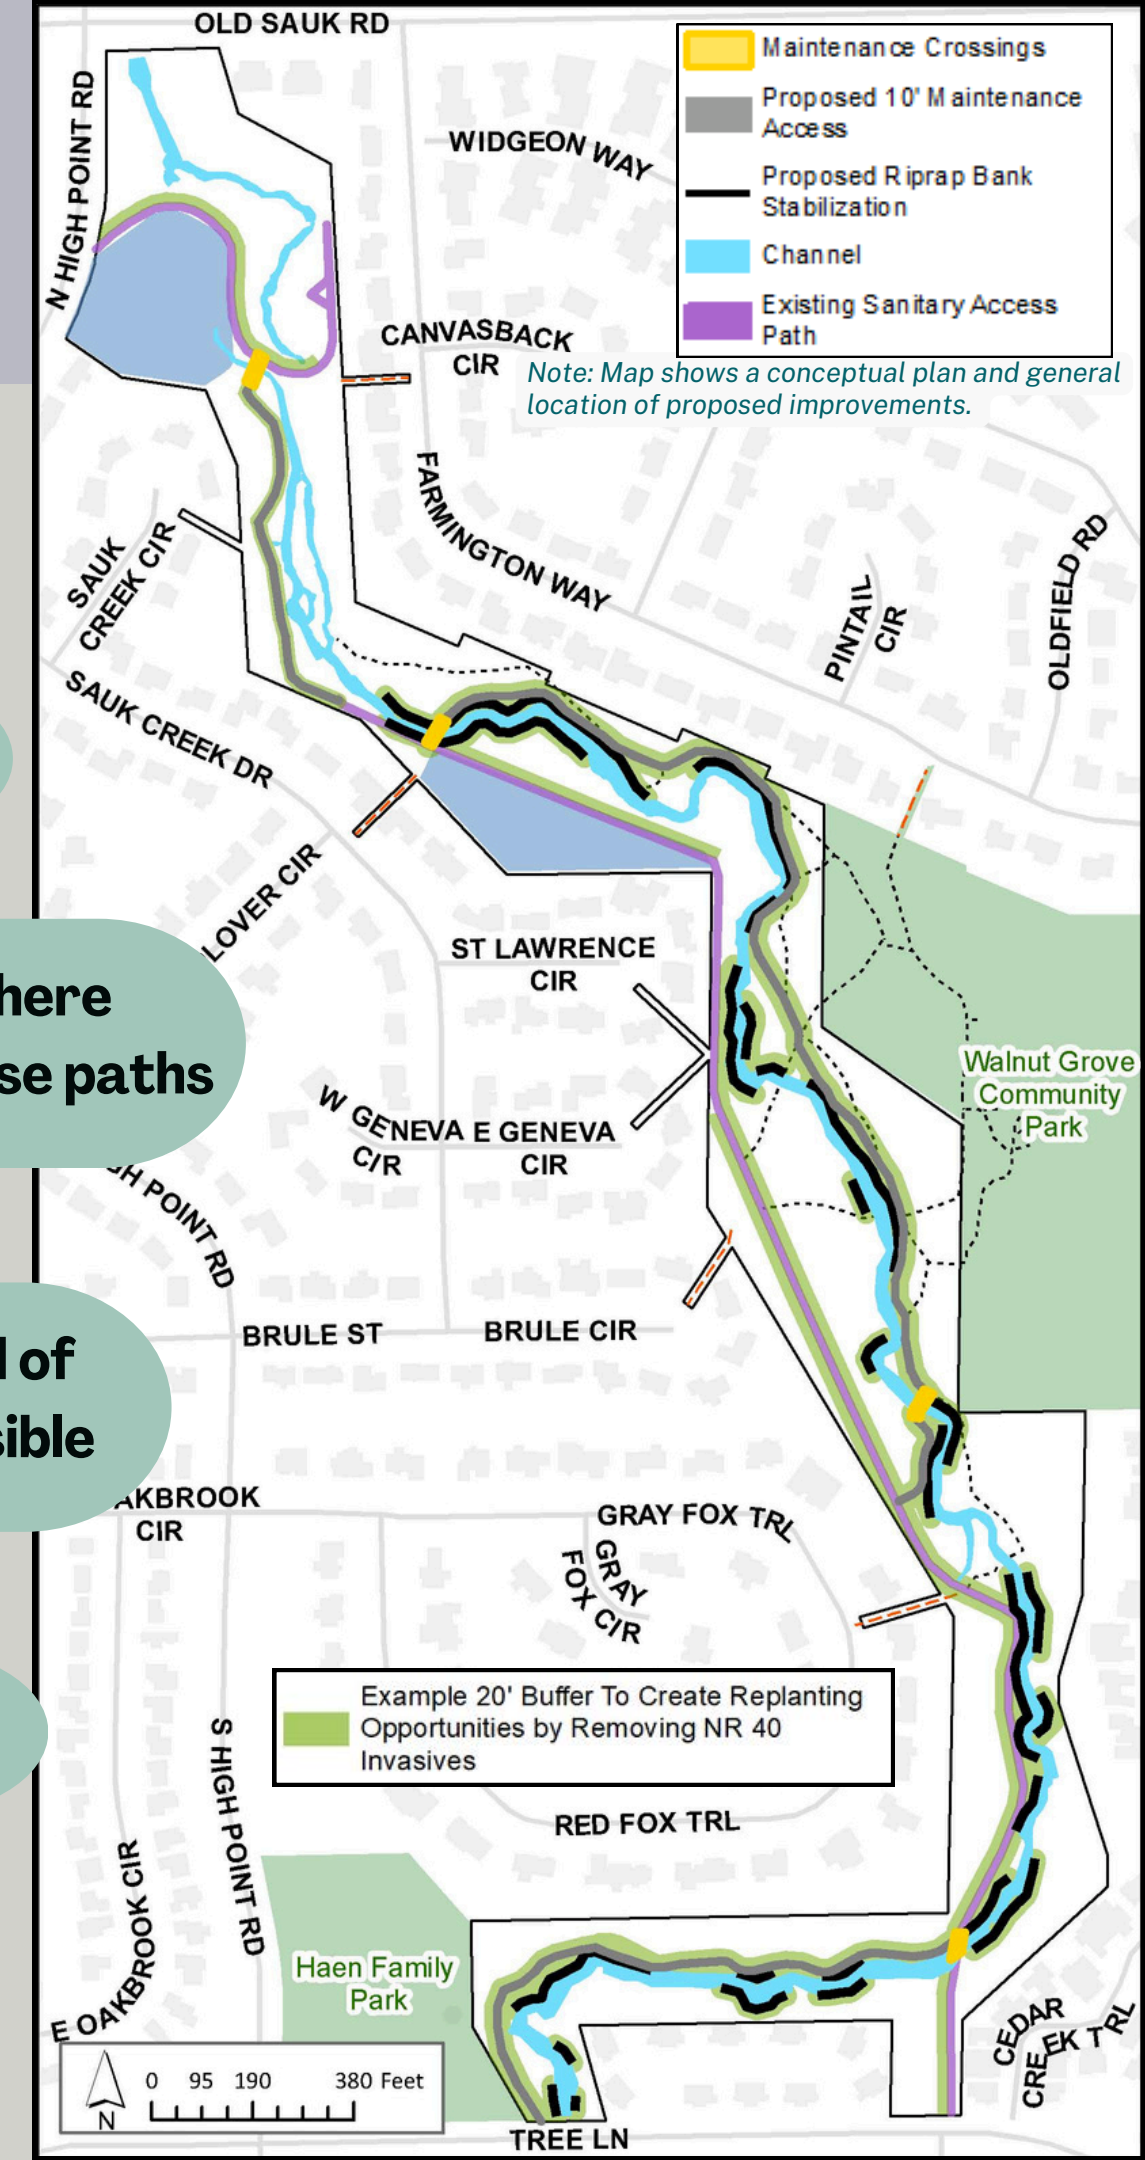 OLD SAUK RD
N HIGH POINT RD
WIDGEON WAY
Maintenance Crossings
Proposed 10' Maintenance
Access
Proposed Riprap Bank
Stabilization
Channel
Existing Sanitary Access
Path
CANVASBACK
CIR
Note: Map shows a conceptual plan and general
location of proposed improvements.
FARMINGTON WAY
SAUK
CREEK CIR
PINTAIL
CIR
OLDFIELD RD
SAUK CREEK DR
LOVER CIR
here
se paths
ST LAWRENCE
CIR
Walnut Grove
Community
Park
W GENEVA
CIR
E GENEVA
CIR
GH POINT RD
BRULE ST
BRULE CIR
of
sible
AKBROOK
CIR
GRAY FOX TRL
GRAY
FOX CIR
Example 20' Buffer To Create Replanting
Opportunities by Removing NR 40
Invasives
S HIGH POINT RD
RED FOX TRL
E OAKBROOK CIR
Haen Family
Park
CEDAR
CREEK TRL
0 95 190 380 Feet
N
TREE LN